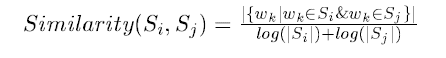 Similarity(S_i, S_j) = \frac{|\{w_k|w_k \in S_i \& w_k \in S_j\}|}{log(|S_i|)+log(|S_j|)}